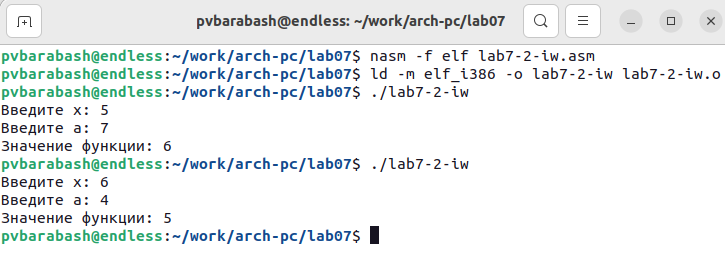 pvbarabash@endless: ~/work/arch-pc/lab07
pvbarabash@endless:~/work/arch-pc/lab07$ nasm -f elf lab7-2-iw.asm
pvbarabash@endless:~/work/arch-pc/lab07$ ld -m elf_i386 -o lab7-2-iw lab7-2-iw.o
pvbarabash@endless:~/work/arch-pc/lab07$ ./lab7-2-iw
Введите x: 5
Введите a: 7
Значение функции: 6
pvbarabash@endless:~/work/arch-pc/lab07$ ./lab7-2-iw
Введите x: 6
Введите a: 4
Значение функции: 5
pvbarabash@endless:~/work/arch-pc/lab07$